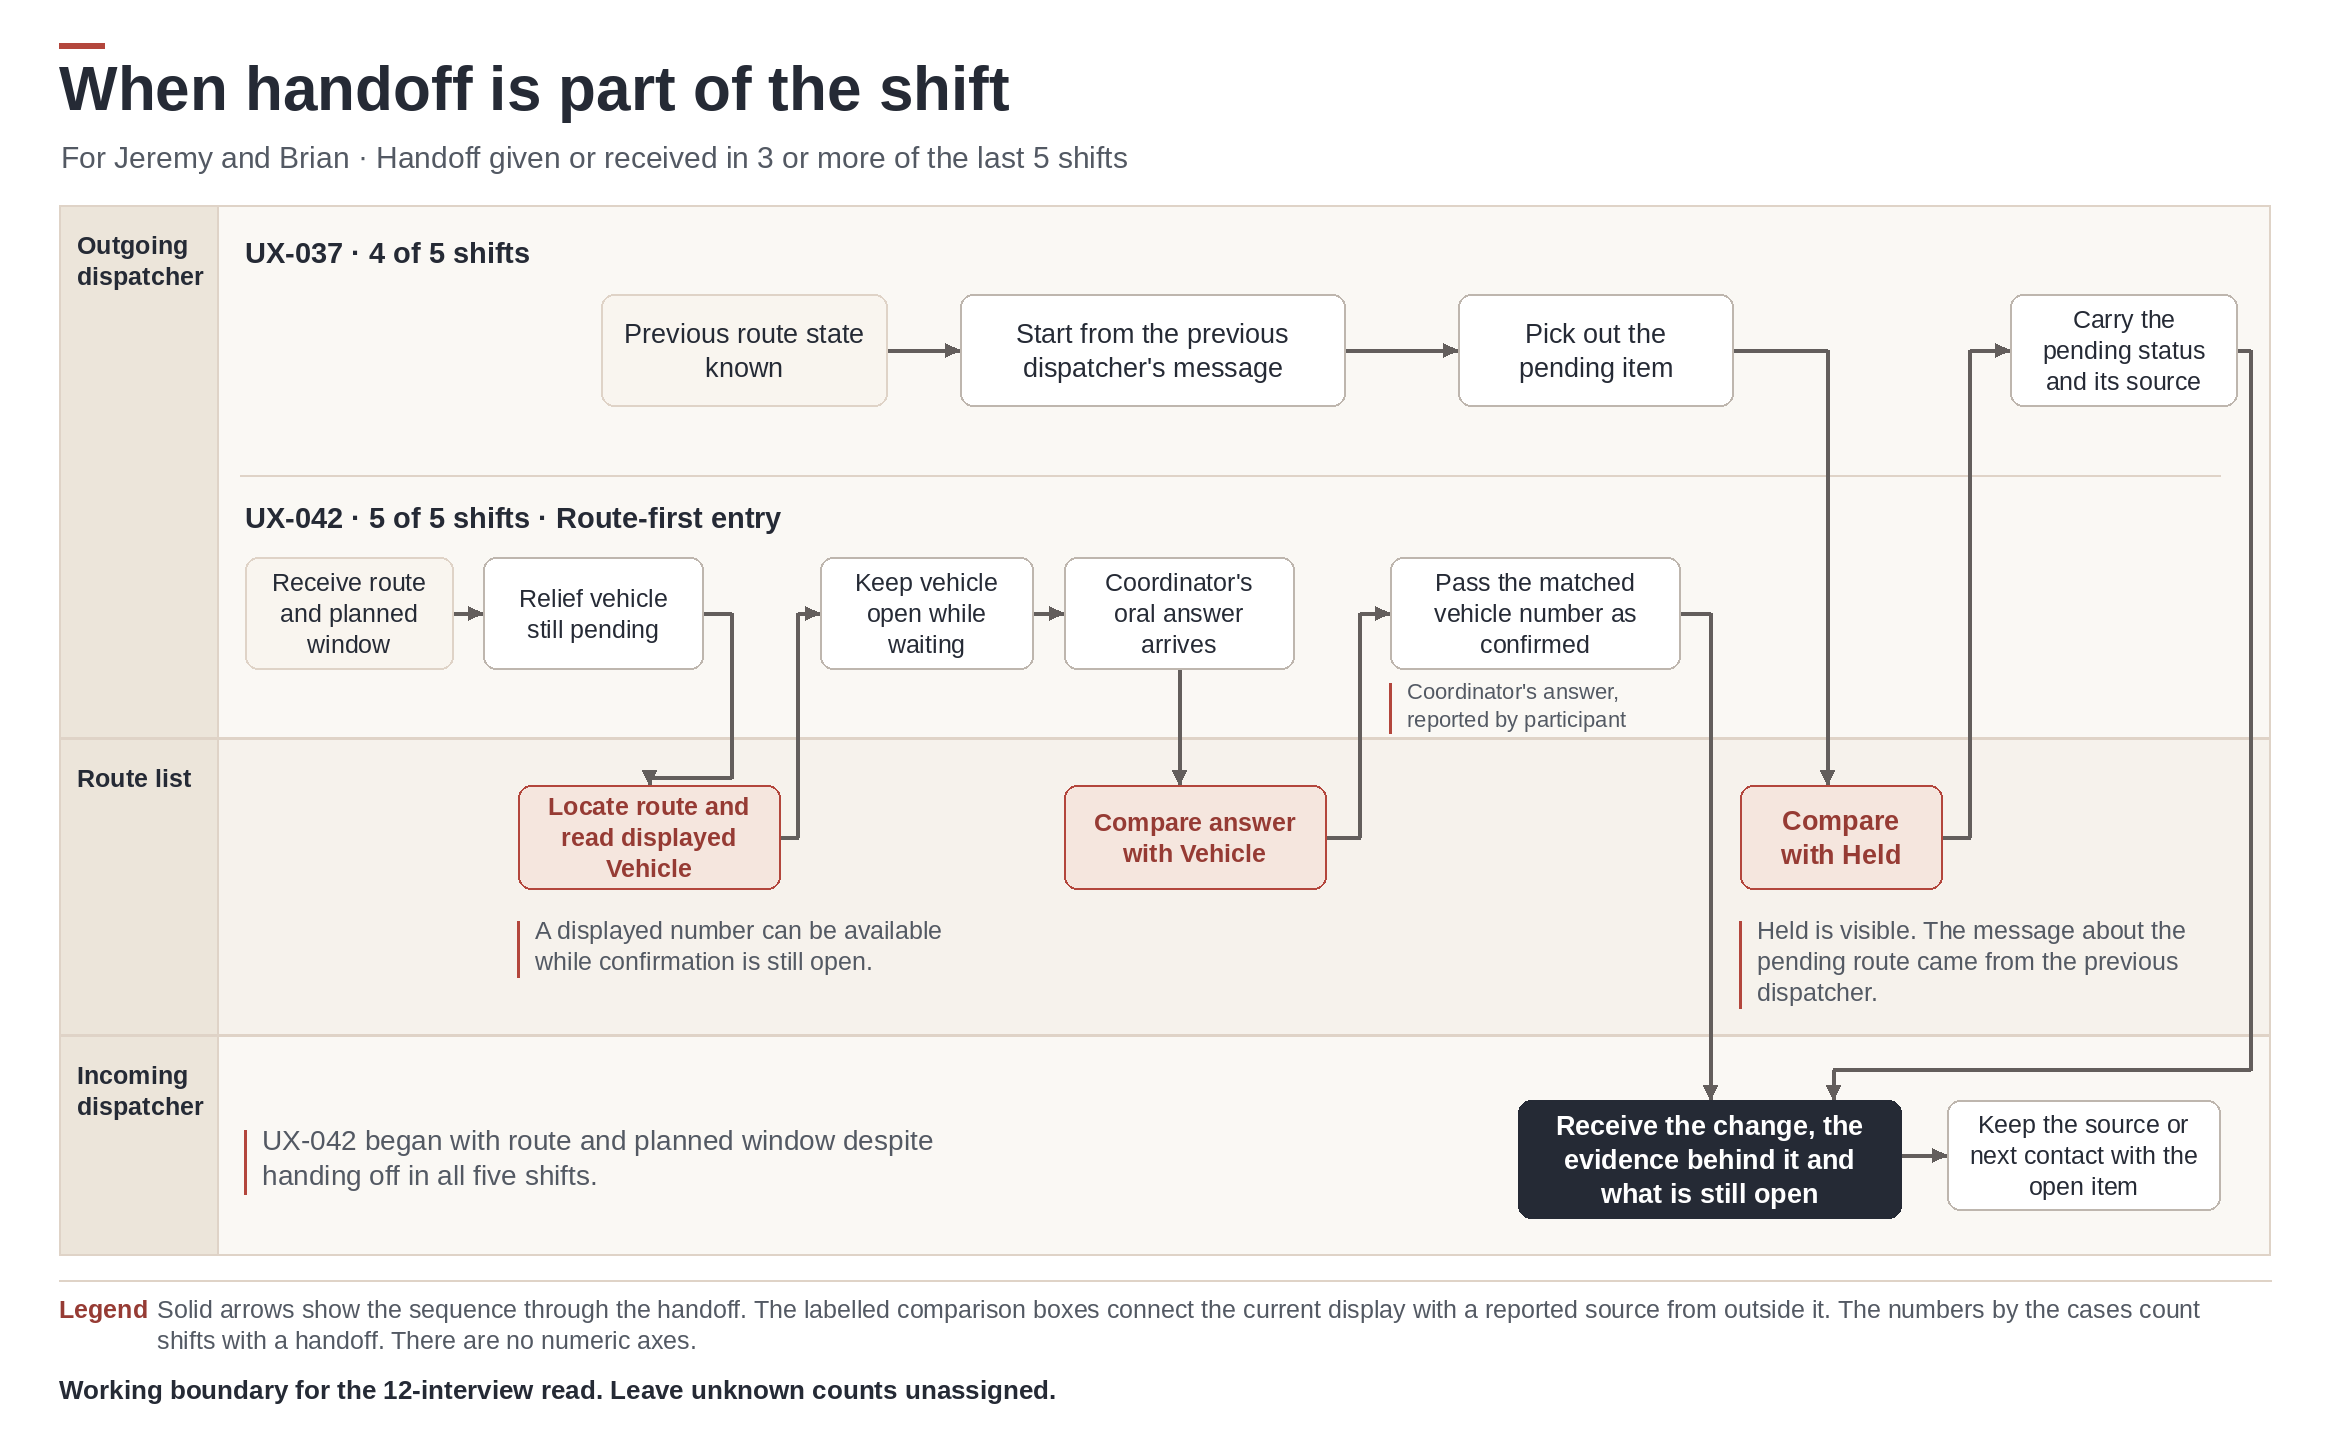 When handoff is part of the shift
For Jeremy and Brian · Handoff given or received in 3 or more of the last 5 shifts
Outgoing
dispatcher
UX-037 · 4 of 5 shifts
Previous route state
known
Start from the previous
dispatcher's message
Pick out the
pending item
Carry the
pending status
and its source
UX-042 · 5 of 5 shifts · Route-first entry
Receive route
and planned
window
Relief vehicle
still pending
Keep vehicle
open while
waiting
Coordinator's
oral answer
arrives
Pass the matched
vehicle number as
confirmed
Coordinator's answer,
reported by participant
Route list
Locate route and
read displayed
Vehicle
Compare answer
with Vehicle
Compare
with Held
A displayed number can be available
while confirmation is still open.
Held is visible. The message about the
pending route came from the previous
dispatcher.
Incoming
dispatcher
UX-042 began with route and planned window despite
handing off in all five shifts.
Receive the change, the
evidence behind it and
what is still open
Keep the source or
next contact with the
open item
Legend Solid arrows show the sequence through the handoff. The labelled comparison boxes connect the current display with a reported source from outside it. The numbers by the cases count
shifts with a handoff. There are no numeric axes.
Working boundary for the 12-interview read. Leave unknown counts unassigned.